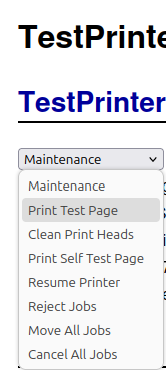 TestPrinte
TestPrinter
Maintenance
Maintenance
Print Test Page
Clean Print Heads
Print Self Test Page
Resume Printer
Reject Jobs
Move All Jobs
Cancel All Jobs